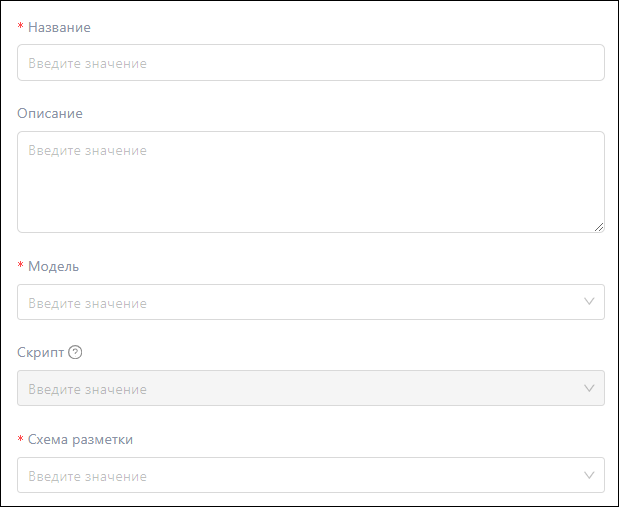 * Название
Введите значение
Описание
Введите значение
* Модель
Введите значение
Скрипт ?
Введите значение
* Схема разметки
Введите значение